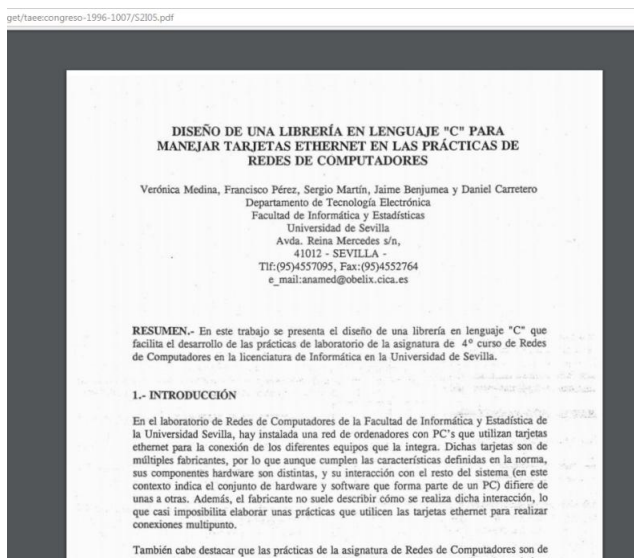 get/taee:congreso-1996-1007/S2I05.pdf
DISEÑO DE UNA LIBRERÍA EN LENGUAJE "C" PARA
MANEJAR TARJETAS ETHERNET EN LAS PRÁCTICAS DE
REDES DE COMPUTADORES
Verónica Medina, Francisco Pérez, Sergio Martín, Jaime Benjumea y Daniel Carretero
Departamento de Tecnología Electrónica
Facultad de Informática y Estadísticas
Universidad de Sevilla
Avda. Reina Mercedes s/n,
41012 - SEVILLA -
Tlf:(95)4557095, Fax:(95)4552764
e_mail:anamed@obelix.cica.es
RESUMEN.- En este trabajo se presenta el diseño de una librería en lenguaje "C" que
facilita el desarrollo de las prácticas de laboratorio de la asignatura de 4º curso de Redes
de Computadores en la licenciatura de Informática en la Universidad de Sevilla.
1.- INTRODUCCIÓN
En el laboratorio de Redes de Computadores de la Facultad de Informática y Estadística de
la Universidad Sevilla, hay instalada una red de ordenadores con PC's que utilizan tarjetas
ethernet para la conexión de los diferentes equipos que la integra. Dichas tarjetas son de
múltiples fabricantes, por lo que aunque cumplen las características definidas en la norma,
sus componentes hardware son distintas, y su interacción con el resto del sistema (en este
contexto indica el conjunto de hardware y software que forma parte de un PC) difiere de
unas a otras. Además, el fabricante no suele describir cómo se realiza dicha interacción, lo
que casi imposibilita elaborar unas prácticas que utilicen las tarjetas ethernet para realizar
conexiones multipunto.
También cabe destacar que las prácticas de la asignatura de Redes de Computadores son de